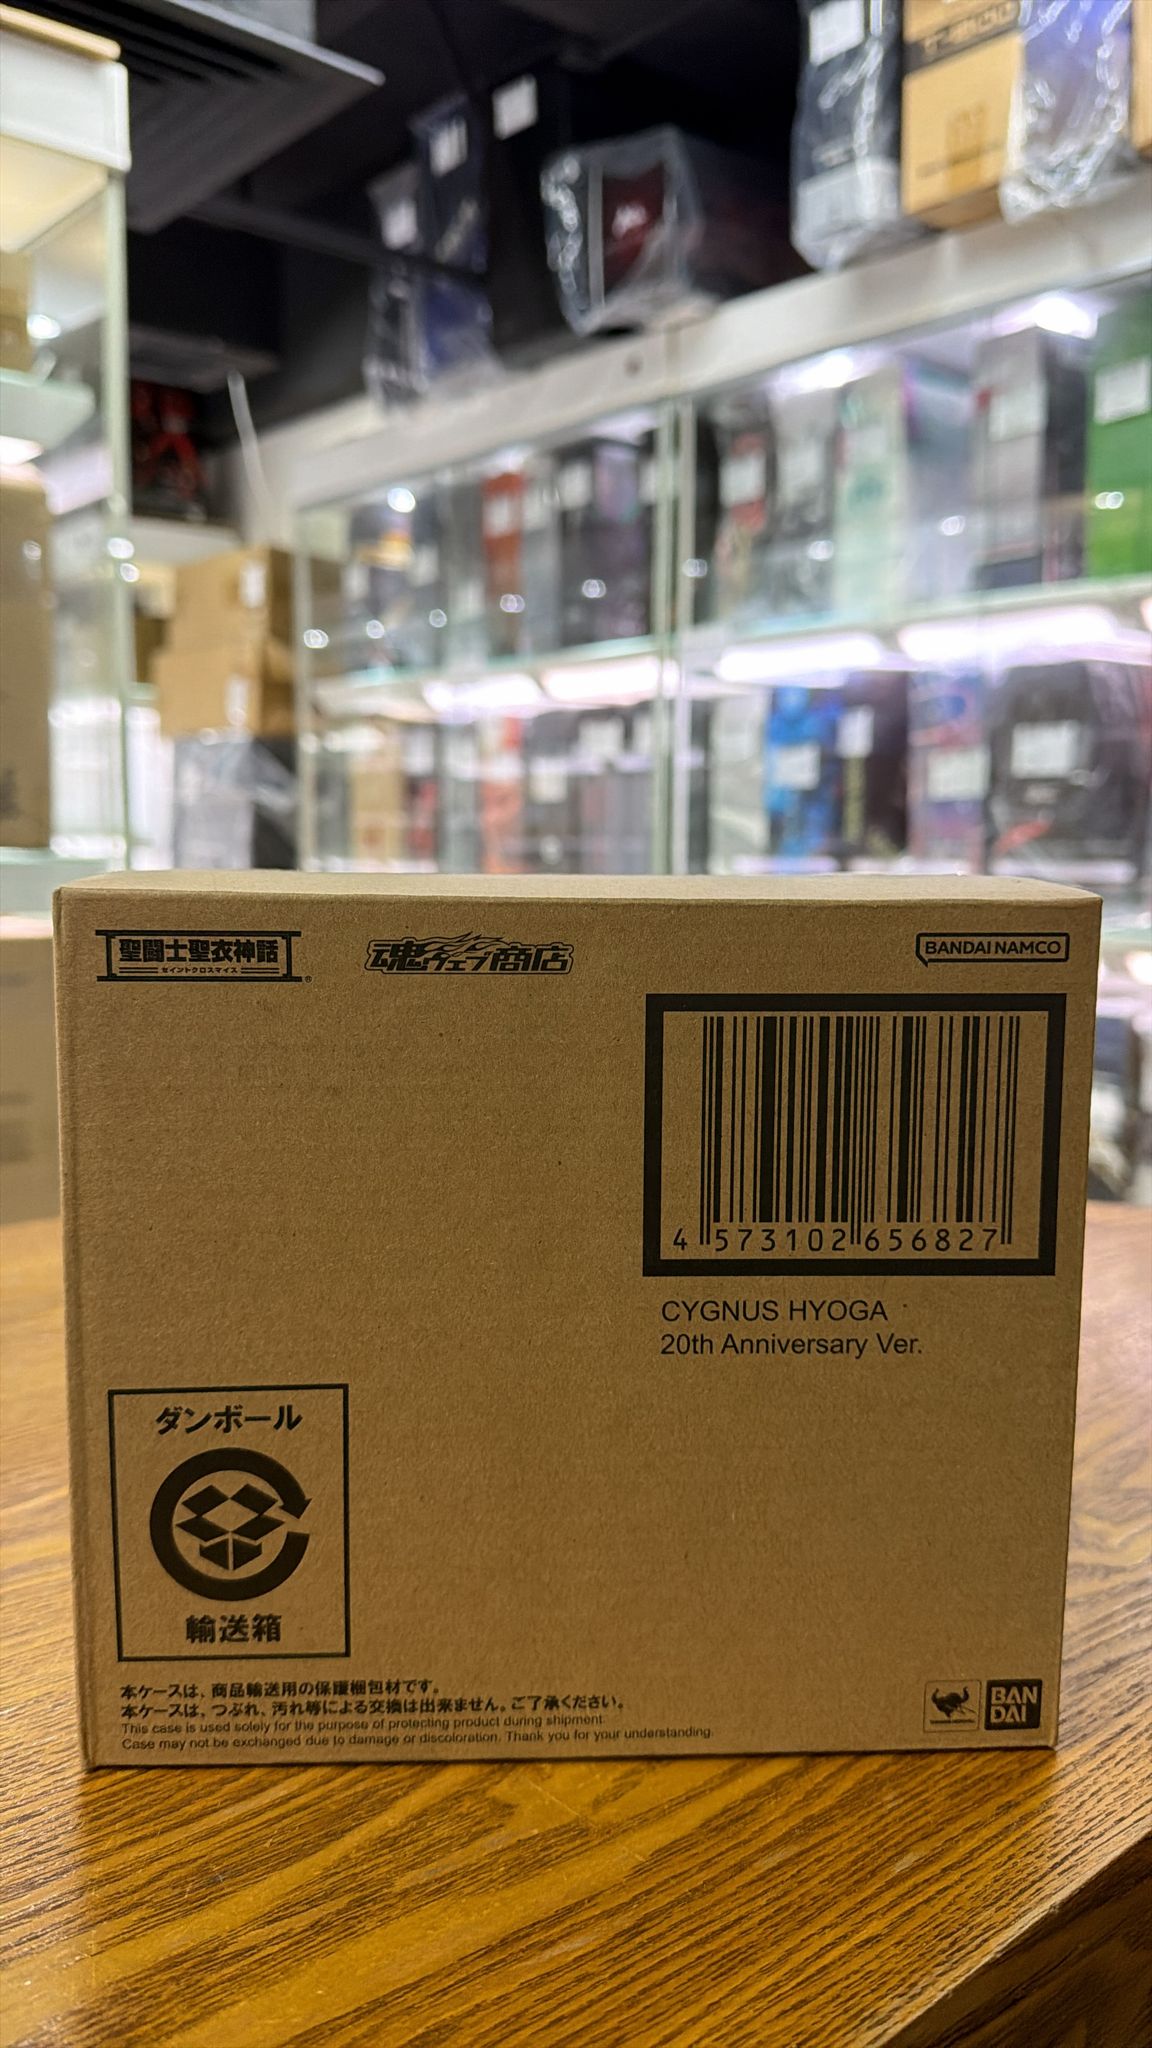 聖闘士聖衣神話
セイントクロスマイス
®
魂ウェブ商店
BANDAI NAMCO
4 573102 656827
CYGNUS HYOGA
20th Anniversary Ver.
ダンボール
輸送箱
本ケースは、商品輸送用の保護梱包材です。
本ケースは、つぶれ、汚れ等による交換は出来ません。ご了承ください。
This case is used solely for the purpose of protecting product during shipment.
Case may not be exchanged due to damage or discoloration. Thank you for your understanding.
BAN
DAI